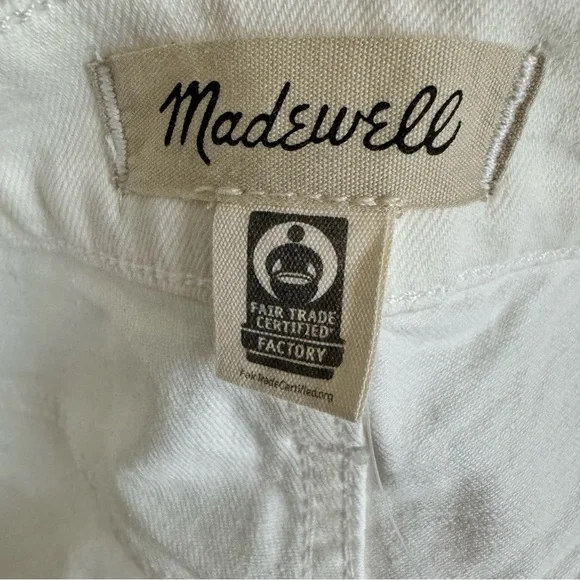 Madewell
FAIR TRADE
CERTIFIED
FACTORY
FairTradeCertified.org